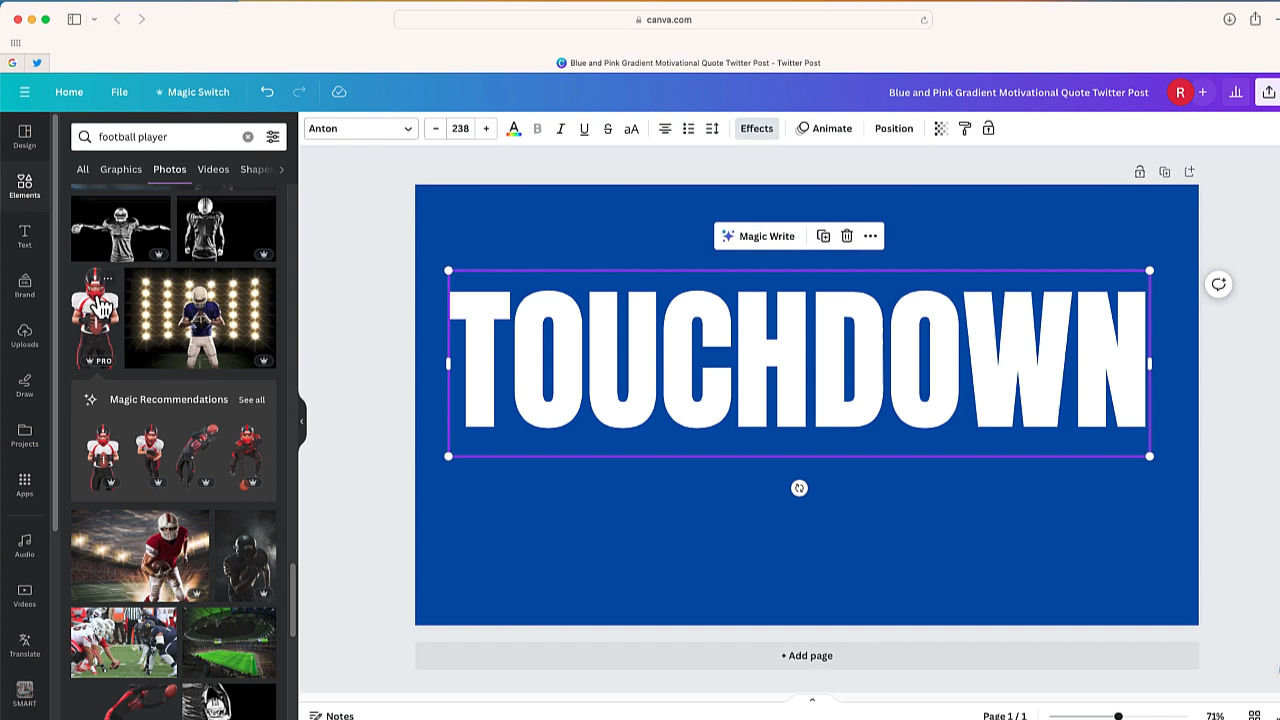 canva.com
Blue and Pink Gradient Motivational Quote Twitter Post - Twitter Post
Home
File
Magic Switch
Blue and Pink Gradient Motivational Quote Twitter Post
R
Design
Elements
Text
Brand
Uploads
Draw
Projects
Apps
Audio
Videos
Translate
SMART
football player
All
Graphics
Photos
Videos
Shapes
PRO
Magic Recommendations
See all
Anton
- 238 +
A
B
I
U
S
aA
Effects
Animate
Position
Magic Write
TOUCHDOWN
+ Add page
Notes
Page 1 / 1
71%